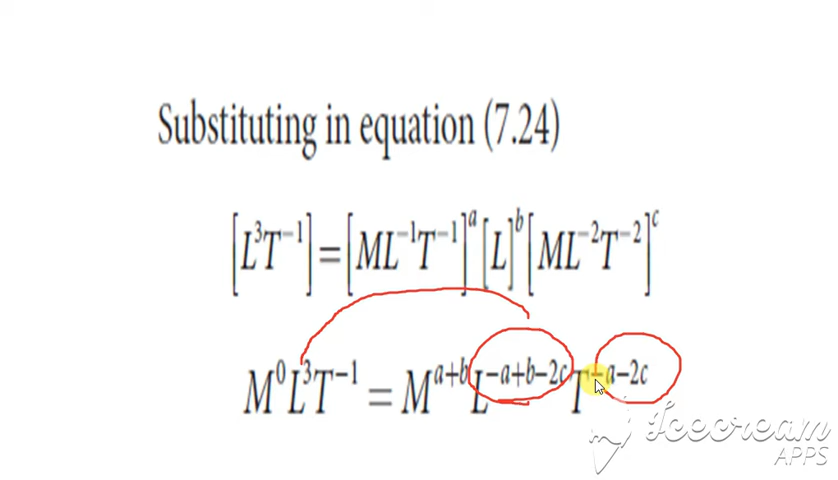 Substituting in equation (7.24)
[L³T⁻¹] = [ML⁻¹T⁻¹]ᵃ [L]ᵇ [ML⁻²T⁻²]ᶜ
M⁰L³T⁻¹ = Mᵃ⁺ᵇ L⁻ᵃ⁺ᵇ⁻²ᶜ T⁻ᵃ⁻²ᶜ
Icecream
APPS